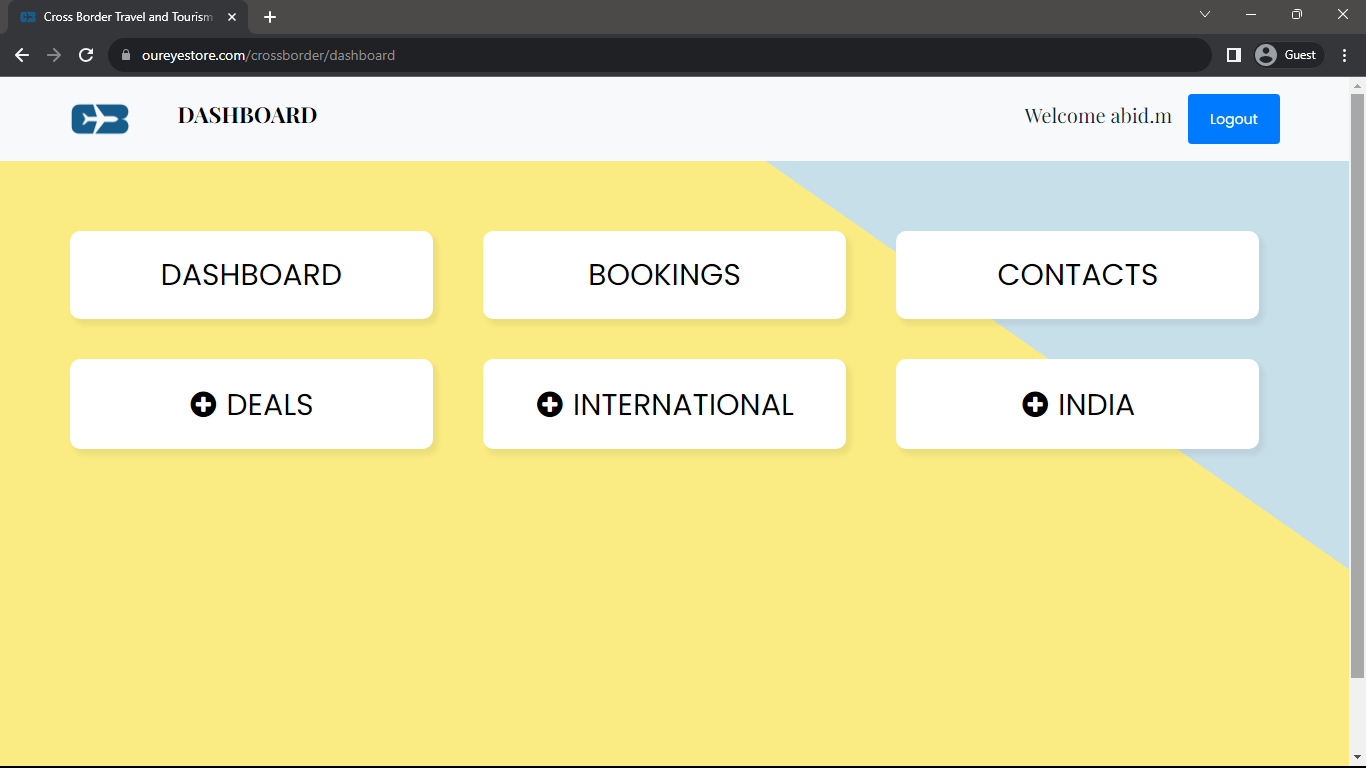 Cross Border Travel and Tourism
oureyestore.com/crossborder/dashboard
Guest
DASHBOARD
Welcome abid.m
Logout
DASHBOARD
BOOKINGS
CONTACTS
DEALS
INTERNATIONAL
INDIA